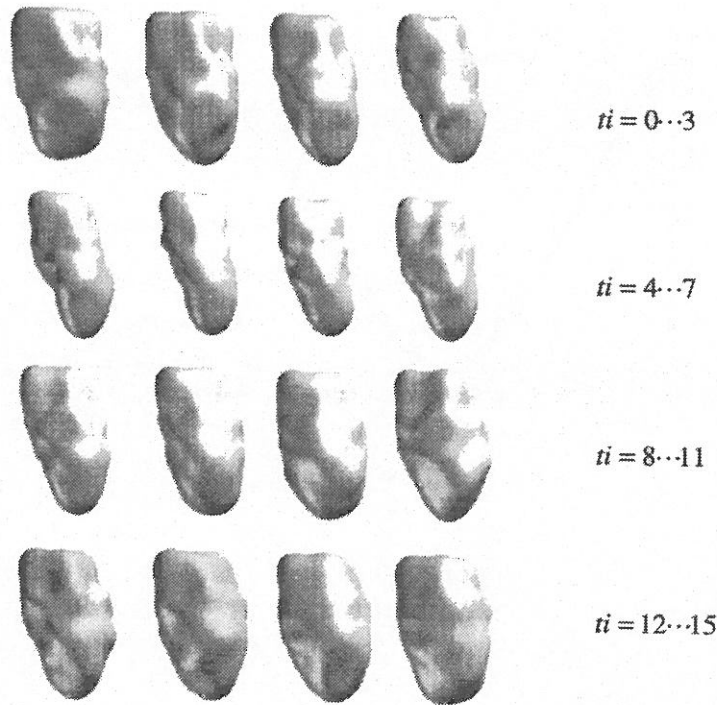 ti = 0···3
ti = 4···7
ti = 8···11
ti = 12···15